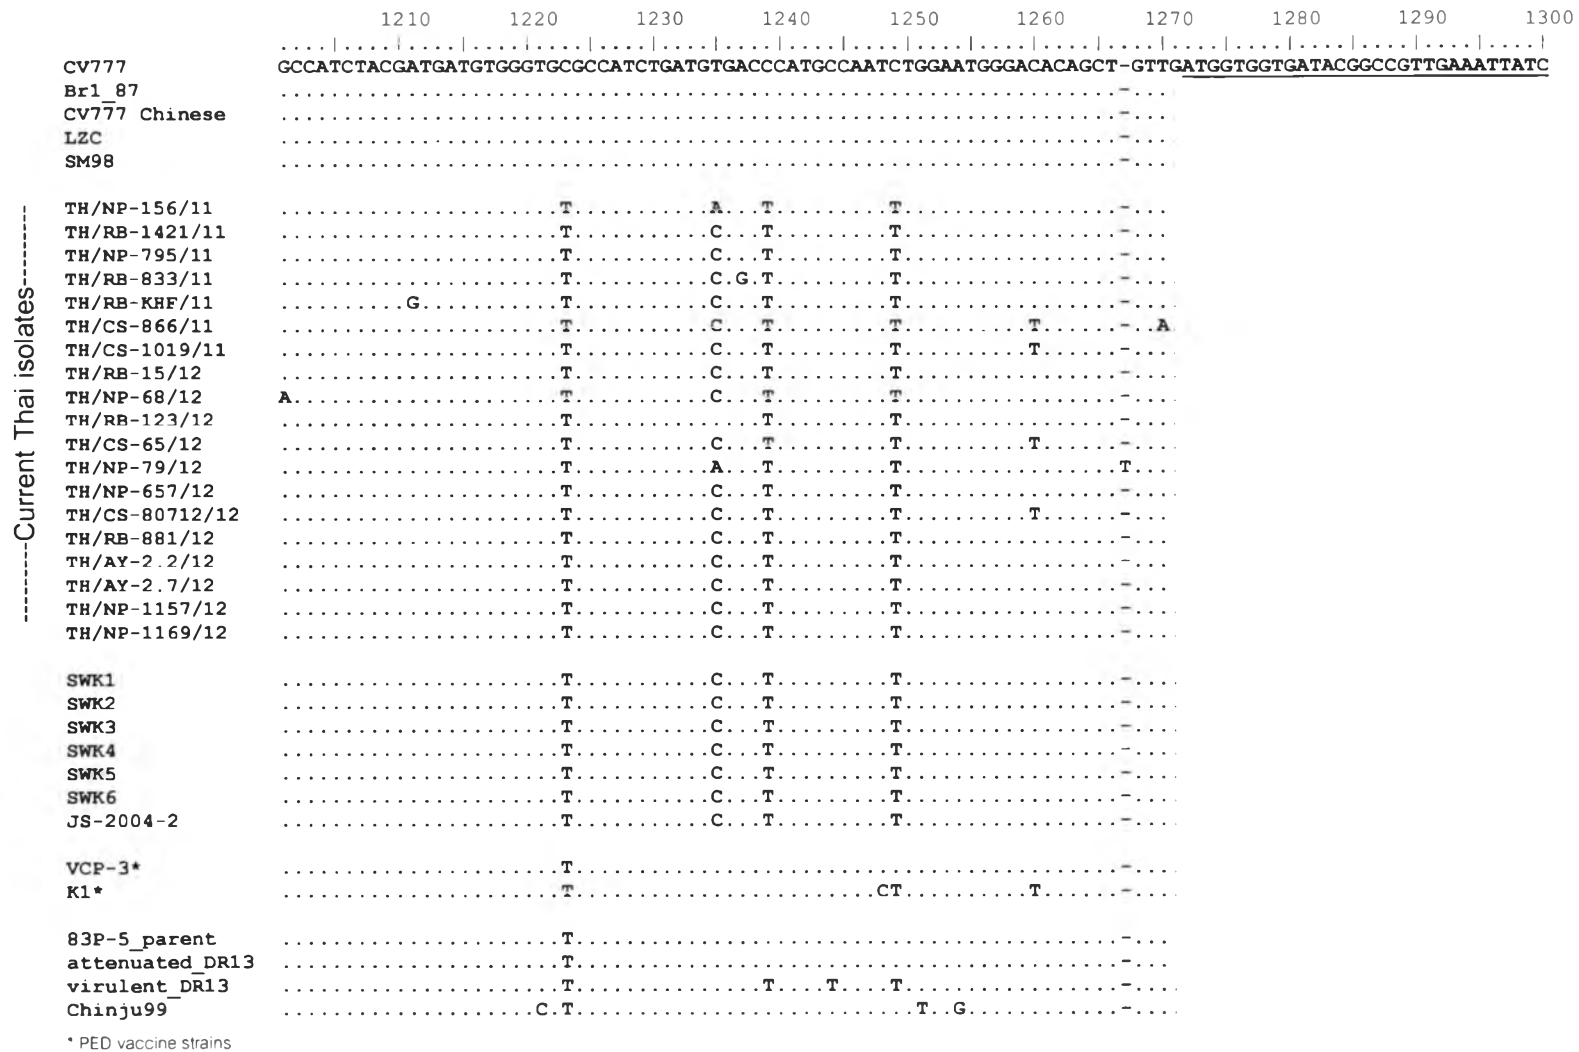 1210 1220 1230 1240 1250 1260 1270 1280 1290 1300
CV777 GCCATCTACGATGATGTGGGTGCGCCATCTGATGTGACCCATGCCAATCTGGAATGGGACACAGCT-GTTGATGGTGGTGATACGGCCGTTGAAATTATC
Br1_87 ..................................................................-....
CV777 Chinese ..................................................................-....
LZC ..................................................................-....
SM98 ..................................................................-....
--------Current Thai isolates--------
TH/NP-156/11 ......................T...........A...T.........T.................-....
TH/RB-1421/11 ......................T...........C...T.........T.................-....
TH/NP-795/11 ......................T...........C...T.........T.................-....
TH/RB-833/11 ......................T...........C.G.T.........T.................-....
TH/RB-KHF/11 ..........G...........T...........C...T.........T.................-....
TH/CS-866/11 ......................T...........C...T.........T..........T......-..A.
TH/CS-1019/11 ......................T...........C...T.........T..........T......-....
TH/RB-15/12 ......................T...........C...T.........T.................-....
TH/NP-68/12 A.....................T...........C...T.........T.................-....
TH/RB-123/12 ......................T...............T.........T.................-....
TH/CS-65/12 ......................T...........C...T.........T..........T......-....
TH/NP-79/12 ......................T...........A...T.........T.................T....
TH/NP-657/12 ......................T...........C...T.........T.................-....
TH/CS-80712/12 ......................T...........C...T.........T..........T......-....
TH/RB-881/12 ......................T...........C...T.........T.................-....
TH/AY-2.2/12 ......................T...........C...T.........T.................-....
TH/AY-2.7/12 ......................T...........C...T.........T.................-....
TH/NP-1157/12 ......................T...........C...T.........T.................-....
TH/NP-1169/12 ......................T...........C...T.........T.................-....
SWK1 ......................T...........C...T.........T.................-....
SWK2 ......................T...........C...T.........T.................-....
SWK3 ......................T...........C...T.........T.................-....
SWK4 ......................T...........C...T.........T.................-....
SWK5 ......................T...........C...T.........T.................-....
SWK6 ......................T...........C...T.........T.................-....
JS-2004-2 ......................T...........C...T.........T.................-....
VCP-3* ......................T...........................................-....
K1* ......................T........................CT..........T......-....
83P-5_parent ......................T...........................................-....
attenuated_DR13 ......................T...........................................-....
virulent_DR13 ......................T...............T....T....T.................-....
Chinju99 ....................C.T...........................T..G............-....
* PED vaccine strains